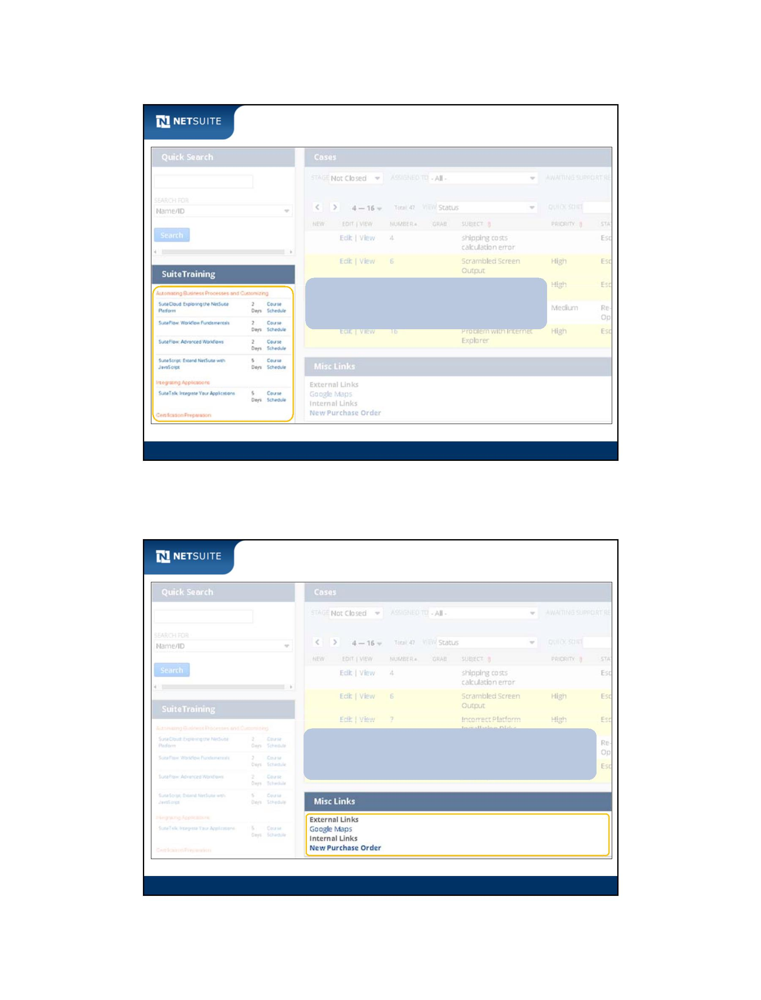 NETSUITE
Quick Search
SEARCH FOR
Name/ID
Search
SuiteTraining
Automating Business Processes and Customizing
SuiteCloud: Exploring the NetSuite
Platform
2
Days
Course
Schedule
SuiteFlow: Workflow Fundamentals
2
Days
Course
Schedule
SuiteFlow: Advanced Workflows
2
Days
Course
Schedule
SuiteScript: Extend NetSuite with
JavaScript
5
Days
Course
Schedule
Integrating Applications
SuiteTalk: Integrate Your Applications
5
Days
Course
Schedule
Certification Preparation
Cases
STAGE Not Closed ASSIGNED TO - All - AWAITING SUPPORT RE
4 — 16 Total: 47 VIEW Status QUICK SORT
NEW EDIT | VIEW NUMBER GRAB SUBJECT PRIORITY STA
Edit | View 4 shipping costs Esc
calculation error
Edit | View 6 Scrambled Screen High Esc
Output
High Esc
Medium Re-
Op
Edit | View 16 Problem with Internet High Esc
Explorer
Misc Links
External Links
Google Maps
Internal Links
New Purchase Order
NETSUITE
Quick Search
SEARCH FOR
Name/ID
Search
SuiteTraining
Automating Business Processes and Customizing
SuiteCloud: Exploring the NetSuite
Platform
2
Days
Course
Schedule
SuiteFlow: Workflow Fundamentals
2
Days
Course
Schedule
SuiteFlow: Advanced Workflows
2
Days
Course
Schedule
SuiteScript: Extend NetSuite with
JavaScript
5
Days
Course
Schedule
Integrating Applications
SuiteTalk: Integrate Your Applications
5
Days
Course
Schedule
Certification Preparation
Cases
STAGE Not Closed ASSIGNED TO - All - AWAITING SUPPORT RE
4 — 16 Total: 47 VIEW Status QUICK SORT
NEW EDIT | VIEW NUMBER GRAB SUBJECT PRIORITY STA
Edit | View 4 shipping costs Esc
calculation error
Edit | View 6 Scrambled Screen High Esc
Output
Edit | View 7 Incorrect Platform High Esc
Installation Disks
Re-
Op
Esc
Misc Links
External Links
Google Maps
Internal Links
New Purchase Order